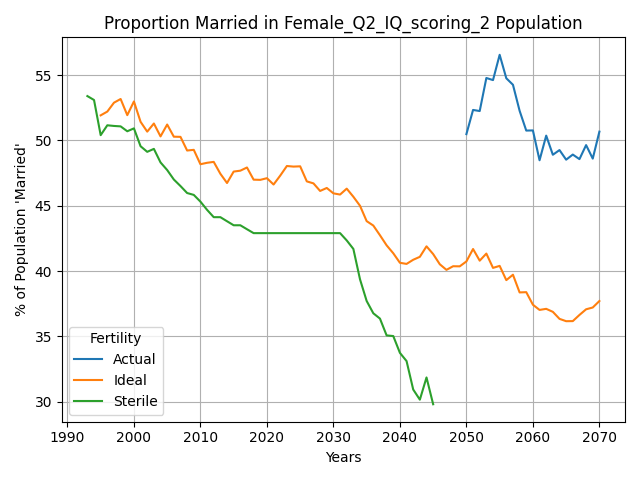 Proportion Married in Female_Q2_IQ_scoring_2 Population
% of Population 'Married'
55
50
45
40
35
30
Fertility
Actual
Ideal
Sterile
1990 2000 2010 2020 2030 2040 2050 2060 2070
Years